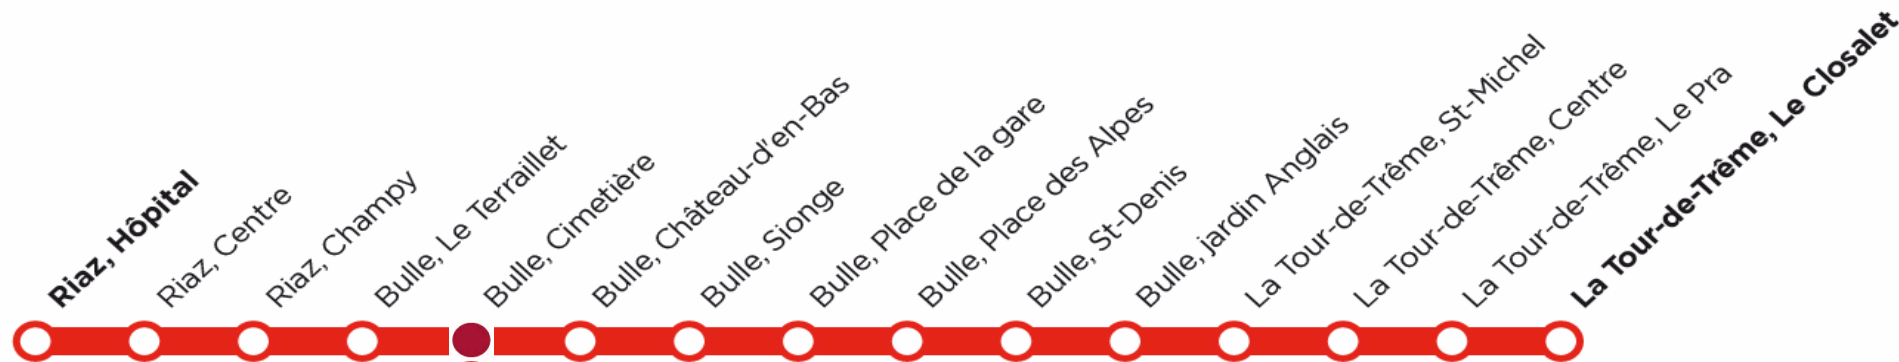 Riaz, Hôpital
Riaz, Centre
Riaz, Champy
Bulle, Le Terraillet
Bulle, Cimetière
Bulle, Château-d'en-Bas
Bulle, Sionge
Bulle, Place de la gare
Bulle, Place des Alpes
Bulle, St-Denis
Bulle, jardin Anglais
La Tour-de-Trême, St-Michel
La Tour-de-Trême, Centre
La Tour-de-Trême, Le Pra
La Tour-de-Trême, Le Closalet